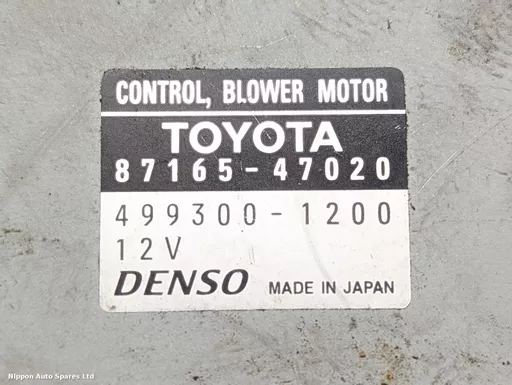 CONTROL, BLOWER MOTOR
TOYOTA
87165-47020
499300-1200
12V
DENSO MADE IN JAPAN
Nippon Auto Spares Ltd